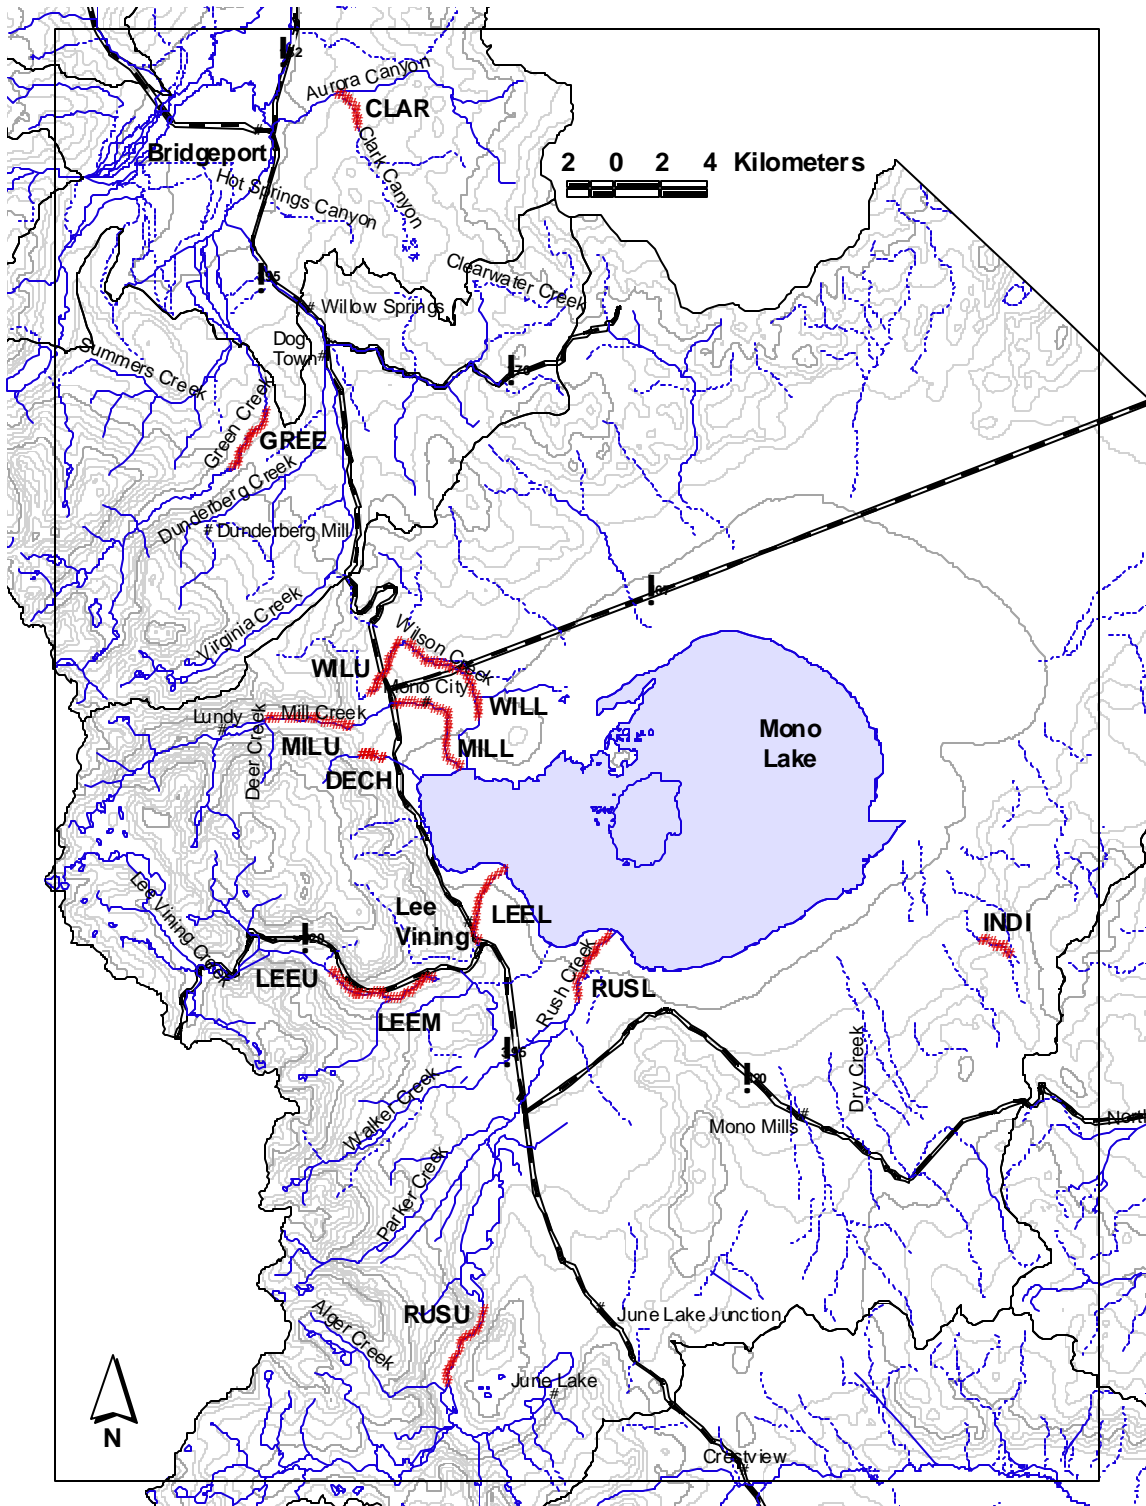 Aurora Canyon
CLAR
Bridgeport
Clark Canyon
2 0 2 4 Kilometers
Hot Springs Canyon
Clearwater Creek
Willow Springs
Dog
Town
Summers Creek
Green Creek
GREE
Dunderberg Creek
Dunderberg Mill
Virginia Creek
Wilson Creek
WILU
Mono City
WILL
Lundy
Mill Creek
Deer Creek
MILU
MILL
DECH
Mono
Lake
Lee Vining Creek
Lee
Vining
LEEL
INDI
LEEU
Rush Creek
RUSL
LEEM
Dry Creek
Walker Creek
Mono Mills
North
Parker Creek
RUSU
June Lake Junction
Alger Creek
June Lake
N
Crestview